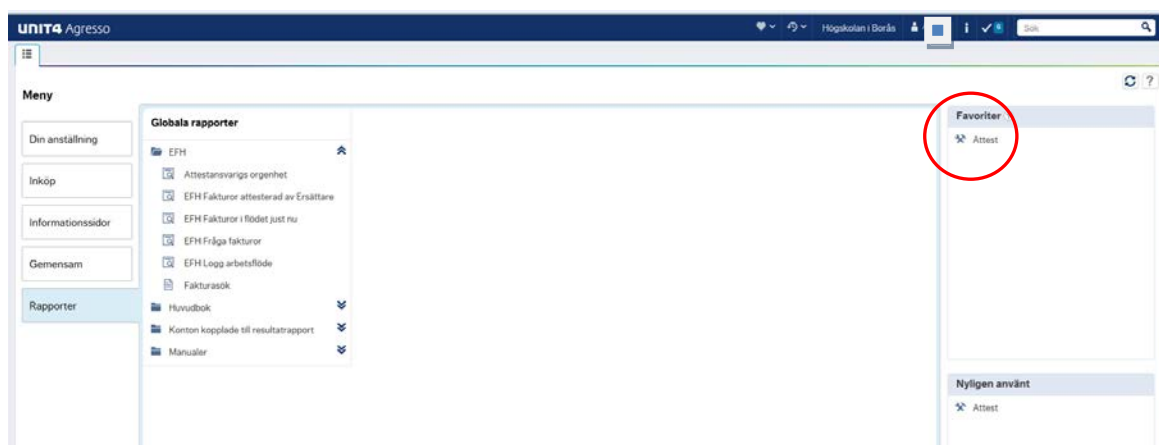 UNIT4 Agresso
Högskolan i Borås
i
Sök
?
Meny
Din anställning
Inköp
Informationssidor
Gemensam
Rapporter
Globala rapporter
EFH
Attestansvarigs orgenhet
EFH Fakturor attesterad av Ersättare
EFH Fakturor i flödet just nu
EFH Fråga fakturor
EFH Logg arbetsflöde
Fakturasök
Huvudbok
Konton kopplade till resultatrapport
Manualer
Favoriter
Attest
Nyligen använt
Attest